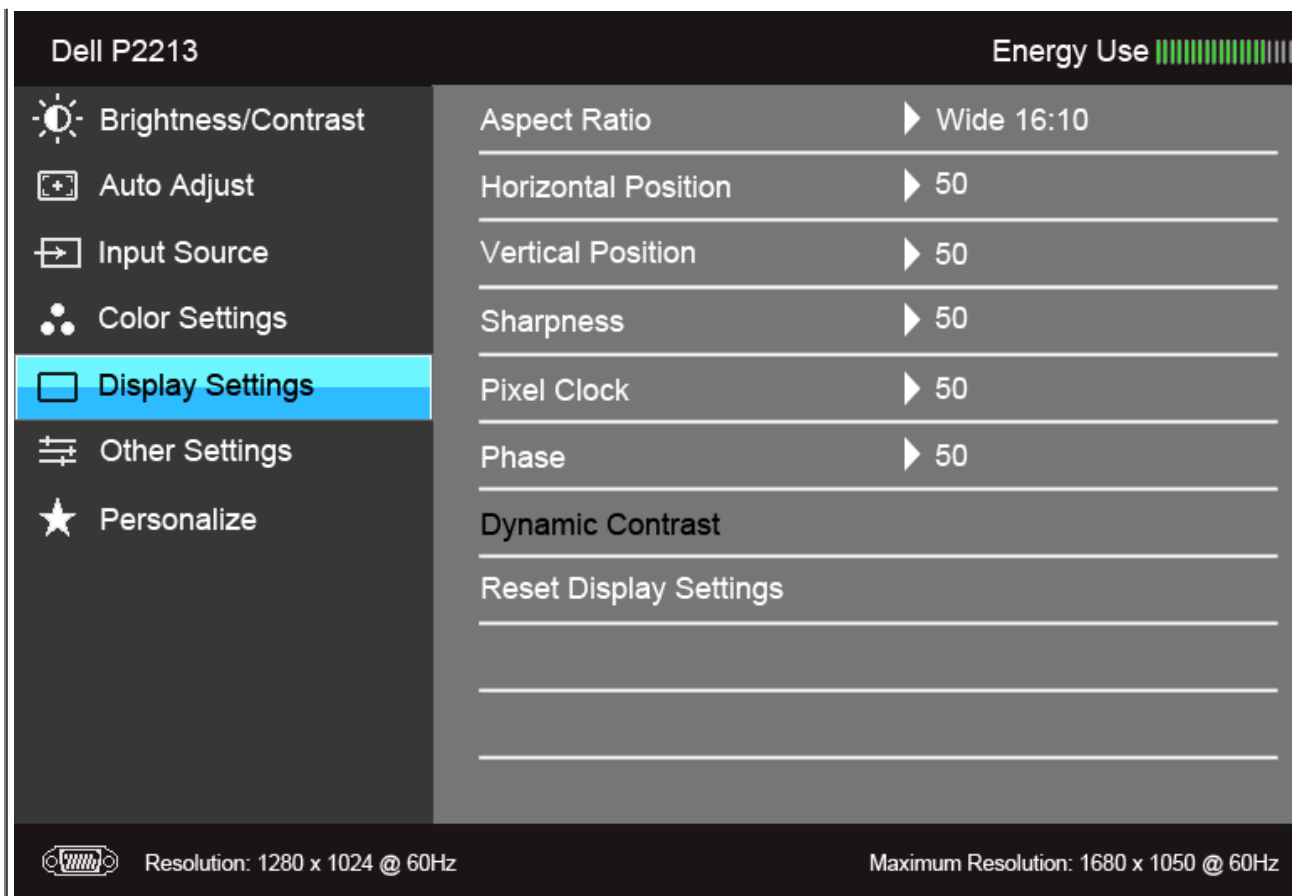 Dell P2213
Energy Use
Brightness/Contrast
Auto Adjust
Input Source
Color Settings
Display Settings
Other Settings
Personalize
Aspect Ratio Wide 16:10
Horizontal Position 50
Vertical Position 50
Sharpness 50
Pixel Clock 50
Phase 50
Dynamic Contrast
Reset Display Settings
Resolution: 1280 x 1024 @ 60Hz
Maximum Resolution: 1680 x 1050 @ 60Hz